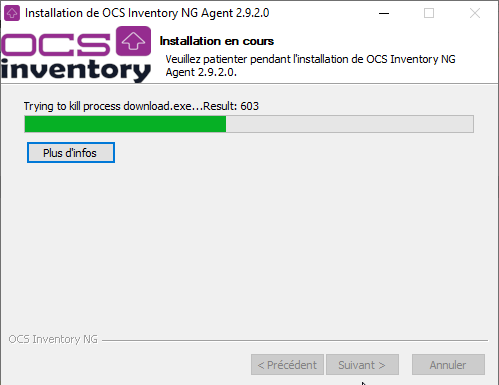 Installation de OCS Inventory NG Agent 2.9.2.0
OCS
inventory
Installation en cours
Veuillez patienter pendant l'installation de OCS Inventory NG
Agent 2.9.2.0.
Trying to kill process download.exe...Result: 603
Plus d'infos
OCS Inventory NG
< Précédent Suivant > Annuler